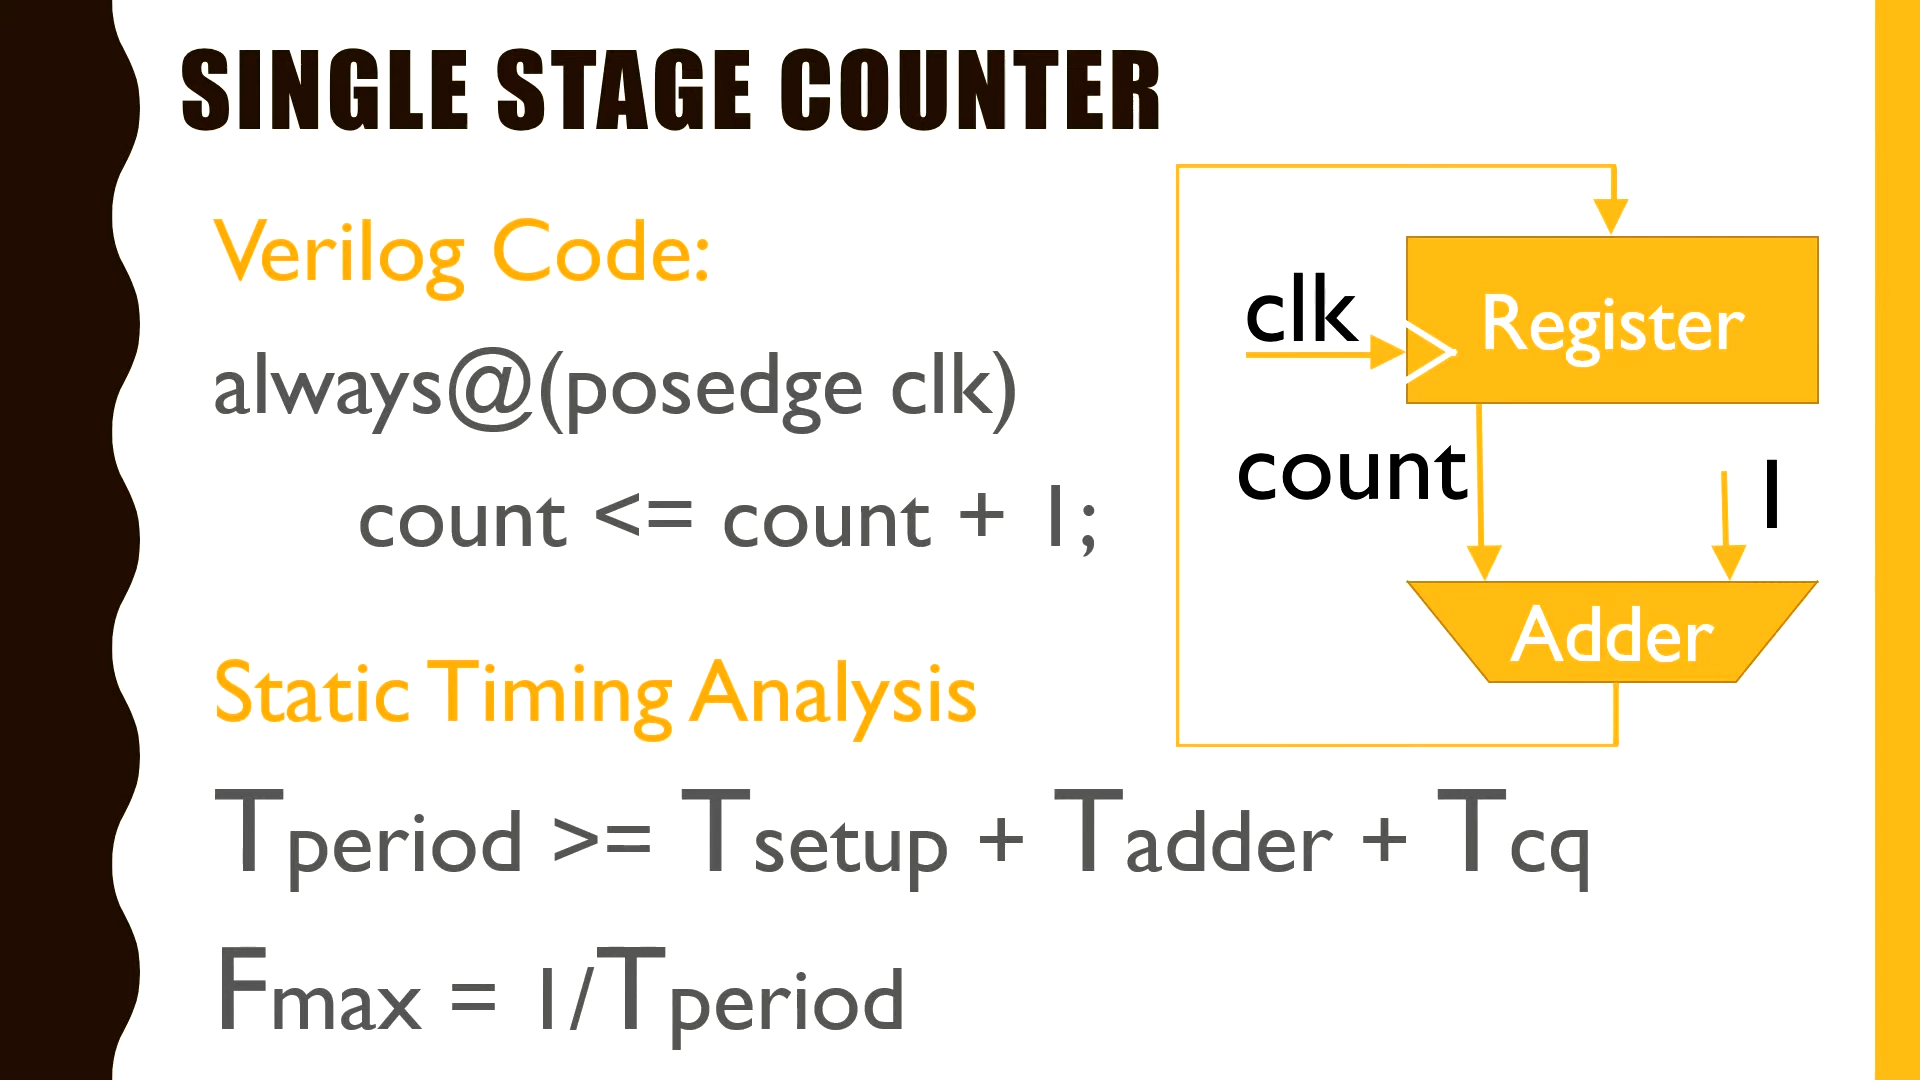 SINGLE STAGE COUNTER
Verilog Code:
always@(posedge clk)
count <= count + 1;
Static Timing Analysis
Tperiod >= Tsetup + Tadder + Tcq
Fmax = 1/Tperiod
clk
Register
count
1
Adder